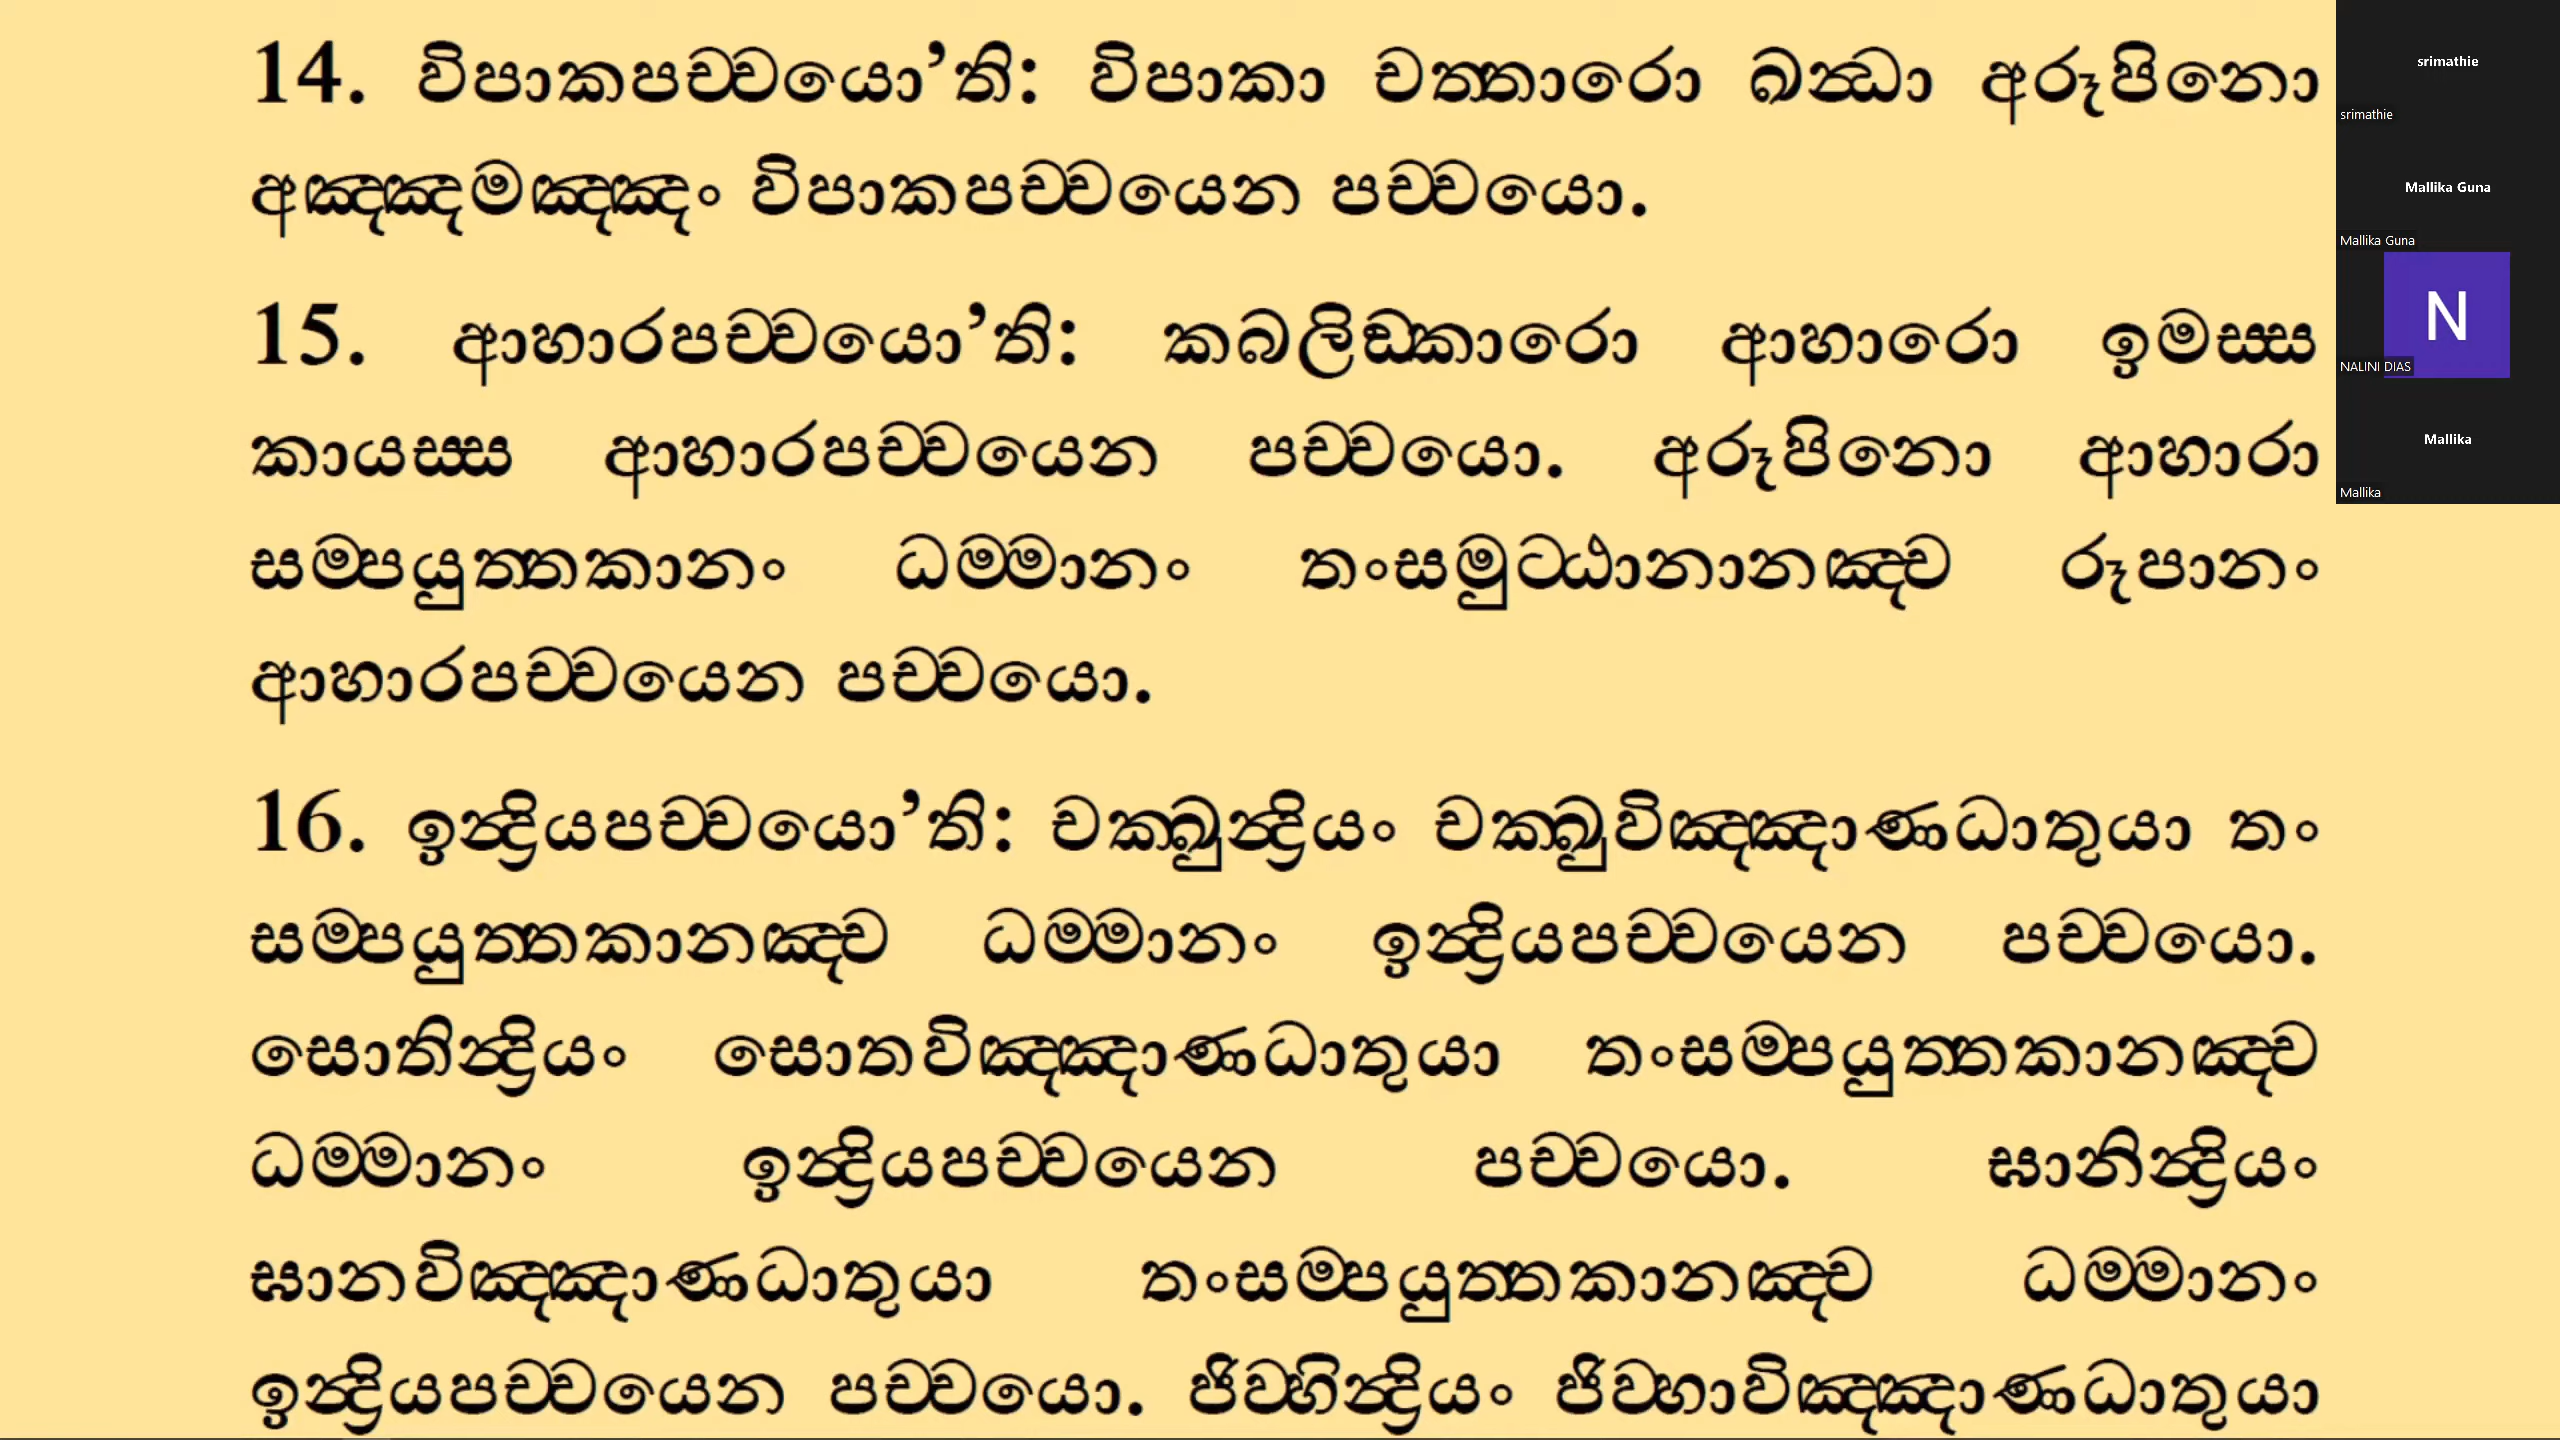 14. විපාකපච්චයො’ති: විපාකා චත්තාරො ඛන්ධා අරූපිනො
අඤ්ඤමඤ්ඤං විපාකපච්චයෙන පච්චයො.
15. ආහාරපච්චයො’ති: කබලිඞ්කාරො ආහාරො ඉමස්ස
කායස්ස ආහාරපච්චයෙන පච්චයො. අරූපිනො ආහාරා
සම්පයුත්තකානං ධම්මානං තංසමුට්ඨානානඤ්ච රූපානං
ආහාරපච්චයෙන පච්චයො.
16. ඉන්ද්‍රියපච්චයො’ති: චක්ඛුන්ද්‍රියං චක්ඛුවිඤ්ඤාණධාතුයා තං
සම්පයුත්තකානඤ්ච ධම්මානං ඉන්ද්‍රියපච්චයෙන පච්චයො.
සොතින්ද්‍රියං සොතවිඤ්ඤාණධාතුයා තංසම්පයුත්තකානඤ්ච
ධම්මානං ඉන්ද්‍රියපච්චයෙන පච්චයො. ඝානින්ද්‍රියං
ඝානවිඤ්ඤාණධාතුයා තංසම්පයුත්තකානඤ්ච ධම්මානං
ඉන්ද්‍රියපච්චයෙන පච්චයො. ජිව්හින්ද්‍රියං ජිව්හාවිඤ්ඤාණධාතුයා
srimathie
srimathie
Mallika Guna
Mallika Guna
N
NALINI DIAS
Mallika
Mallika